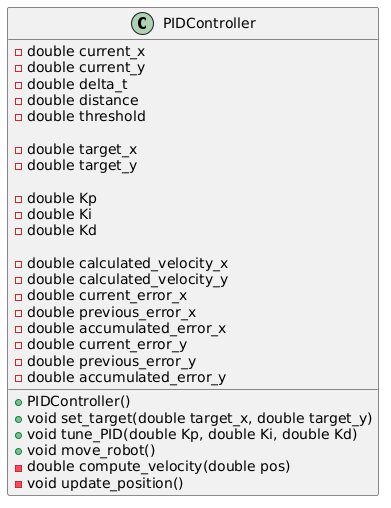 C PIDController
double current_x
double current_y
double delta_t
double distance
double threshold
double target_x
double target_y
double Kp
double Ki
double Kd
double calculated_velocity_x
double calculated_velocity_y
double current_error_x
double previous_error_x
double accumulated_error_x
double current_error_y
double previous_error_y
double accumulated_error_y
PIDController()
void set_target(double target_x, double target_y)
void tune_PID(double Kp, double Ki, double Kd)
void move_robot()
double compute_velocity(double pos)
void update_position()